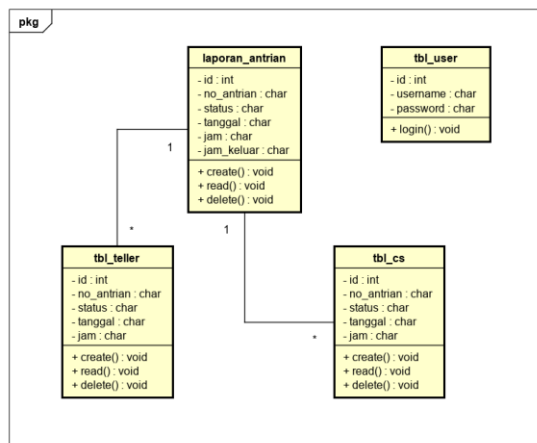 pkg
laporan_antrian
- id : int
- no_antrian : char
- status : char
- tanggal : char
- jam : char
- jam_keluar : char
+ create() : void
+ read() : void
+ delete() : void
tbl_user
- id : int
- username : char
- password : char
+ login() : void
1
*
1
*
tbl_teller
- id : int
- no_antrian : char
- status : char
- tanggal : char
- jam : char
+ create() : void
+ read() : void
+ delete() : void
tbl_cs
- id : int
- no_antrian : char
- status : char
- tanggal : char
- jam : char
+ create() : void
+ read() : void
+ delete() : void